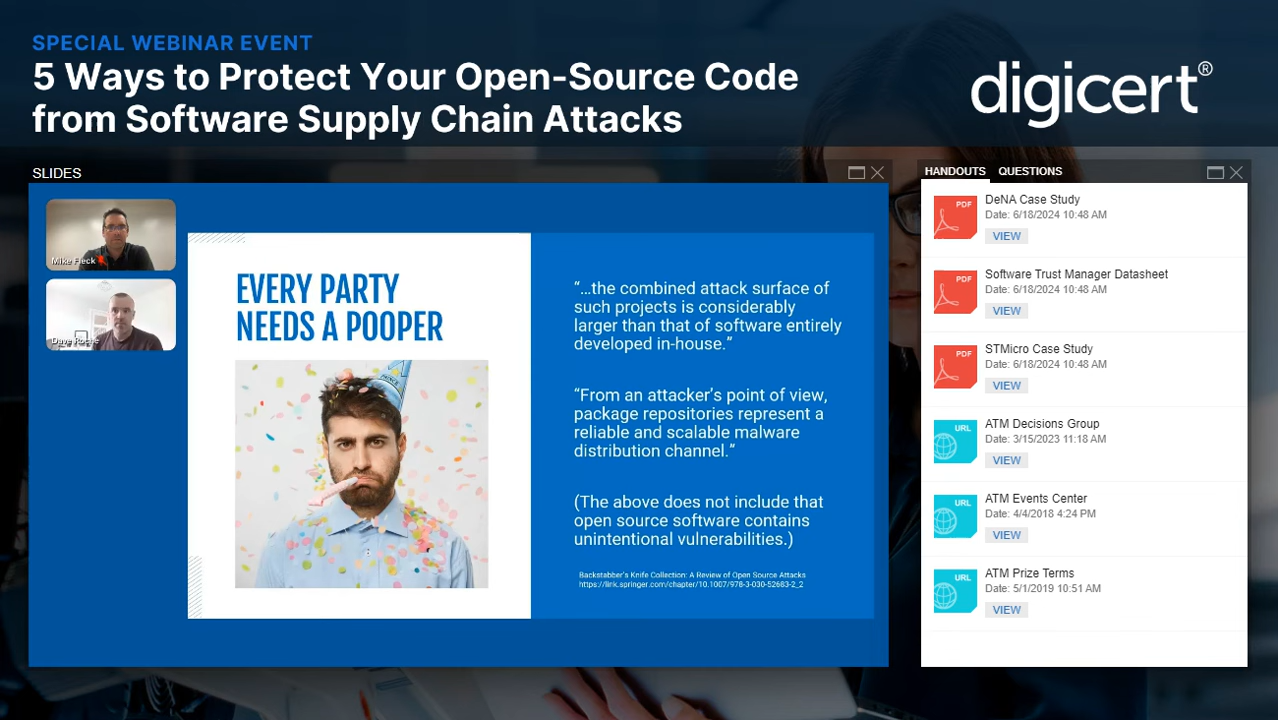 SPECIAL WEBINAR EVENT
5 Ways to Protect Your Open-Source Code
from Software Supply Chain Attacks
digicert®
SLIDES
Mike Fleck
Dave Roche
EVERY PARTY
NEEDS A POOPER
PRINCE
“...the combined attack surface of
such projects is considerably
larger than that of software entirely
developed in-house.”
“From an attacker’s point of view,
package repositories represent a
reliable and scalable malware
distribution channel.”
(The above does not include that
open source software contains
unintentional vulnerabilities.)
Backstabber’s Knife Collection: A Review of Open Source Attacks
https://link.springer.com/chapter/10.1007/978-3-030-52683-2_2
HANDOUTS QUESTIONS
PDF
DeNA Case Study
Date: 6/18/2024 10:48 AM
VIEW
PDF
Software Trust Manager Datasheet
Date: 6/18/2024 10:48 AM
VIEW
PDF
STMicro Case Study
Date: 6/18/2024 10:48 AM
VIEW
URL
ATM Decisions Group
Date: 3/15/2023 11:18 AM
VIEW
URL
ATM Events Center
Date: 4/4/2018 4:24 PM
VIEW
URL
ATM Prize Terms
Date: 5/1/2019 10:51 AM
VIEW